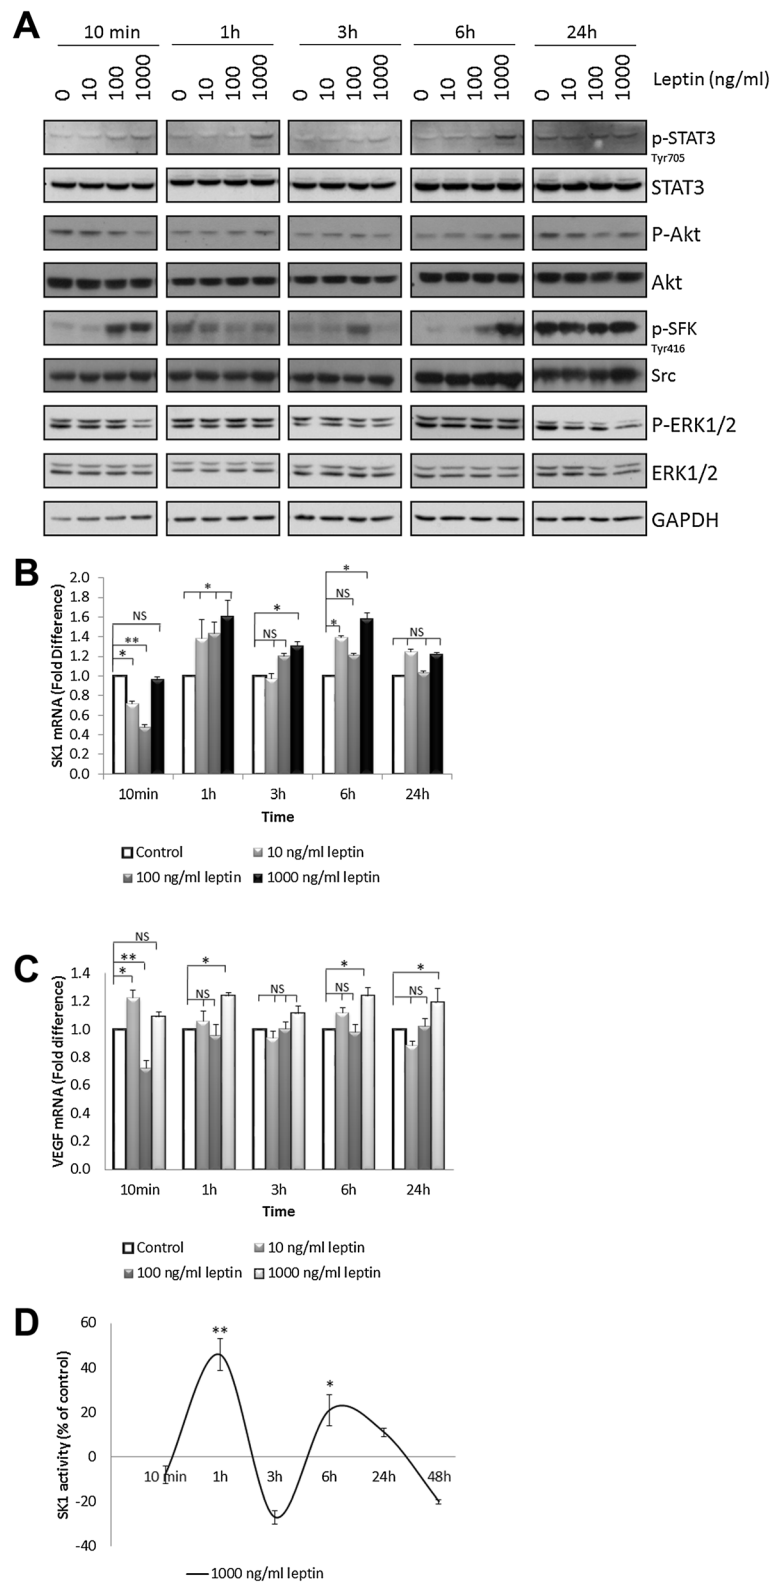 A
10 min 1h 3h 6h 24h
0 10 100 1000 0 10 100 1000 0 10 100 1000 0 10 100 1000 0 10 100 1000 Leptin (ng/ml)
p-STAT3
Tyr705
STAT3
P-Akt
Akt
p-SFK
Tyr416
Src
P-ERK1/2
ERK1/2
GAPDH
B
SK1 mRNA (Fold Difference)
2.0
1.8
1.6
1.4
1.2
1.0
0.8
0.6
0.4
0.2
0.0
NS
**
*
*
*
NS
*
NS
*
NS
10min 1h 3h 6h 24h
Time
Control 10 ng/ml leptin
100 ng/ml leptin 1000 ng/ml leptin
C
VEGF mRNA (Fold difference)
1.4
1.2
1.0
0.8
0.6
0.4
0.2
0.0
NS
**
*
*
NS
NS
*
NS
*
NS
10min 1h 3h 6h 24h
Time
Control 10 ng/ml leptin
100 ng/ml leptin 1000 ng/ml leptin
D
SK1 activity (% of control)
60
40
20
0
-20
-40
**
*
10 min 1h 3h 6h 24h 48h
1000 ng/ml leptin